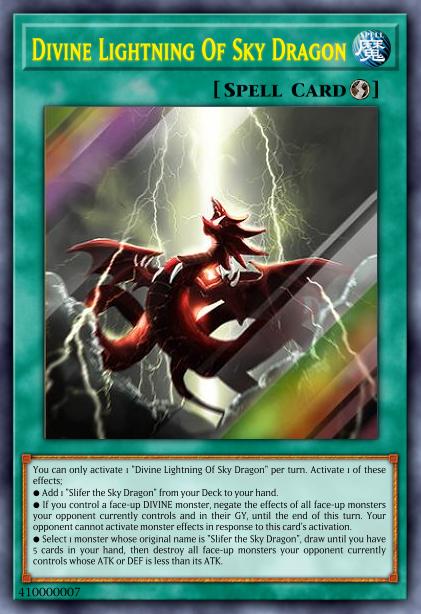 DIVINE LIGHTNING OF SKY DRAGON
SPELL
魔
[SPELL CARD]
You can only activate 1 "Divine Lightning Of Sky Dragon" per turn. Activate 1 of these
effects;
● Add 1 "Slifer the Sky Dragon" from your Deck to your hand.
● If you control a face-up DIVINE monster, negate the effects of all face-up monsters
your opponent currently controls and in their GY, until the end of this turn. Your
opponent cannot activate monster effects in response to this card's activation.
● Select 1 monster whose original name is "Slifer the Sky Dragon", draw until you have
5 cards in your hand, then destroy all face-up monsters your opponent currently
controls whose ATK or DEF is less than its ATK.
410000007